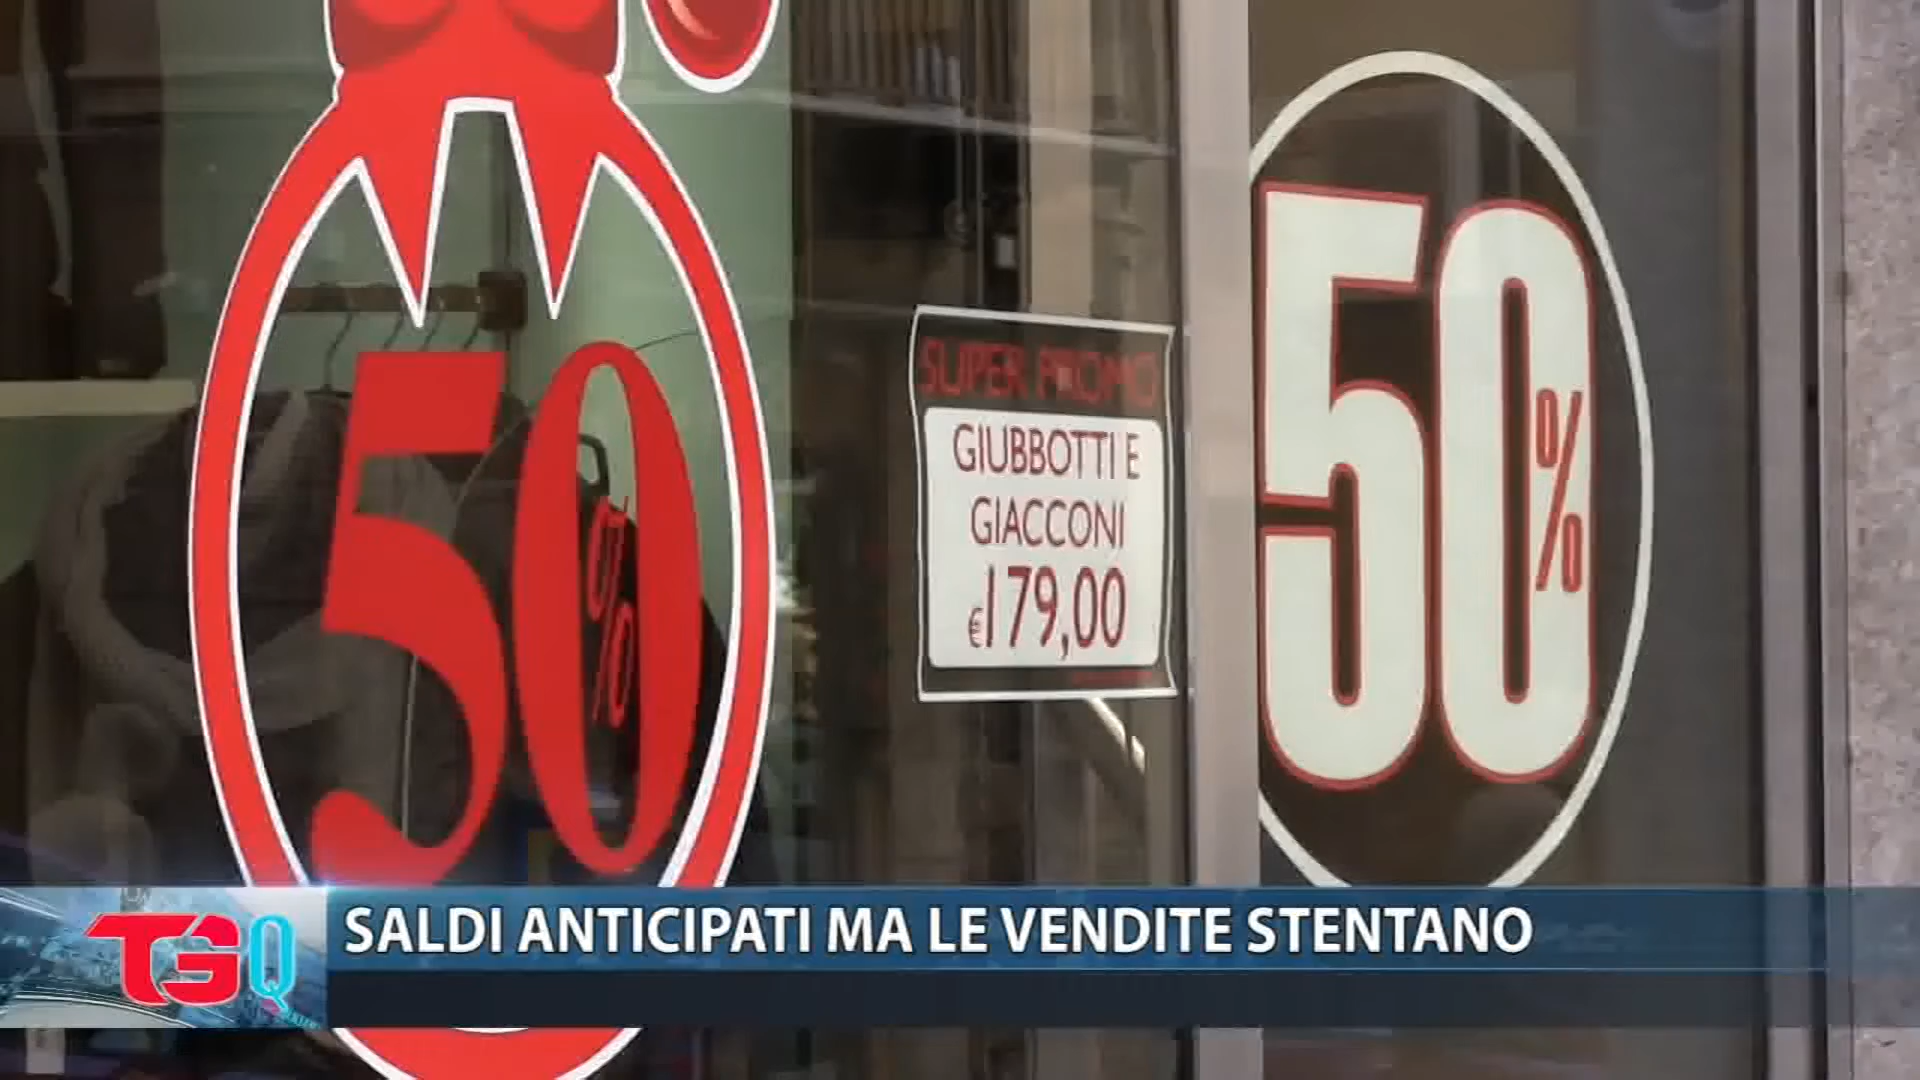 50
%
SUPER PROMO
GIUBBOTTI E
GIACCONI
€179,00
50
%
TGQ
SALDI ANTICIPATI MA LE VENDITE STENTANO